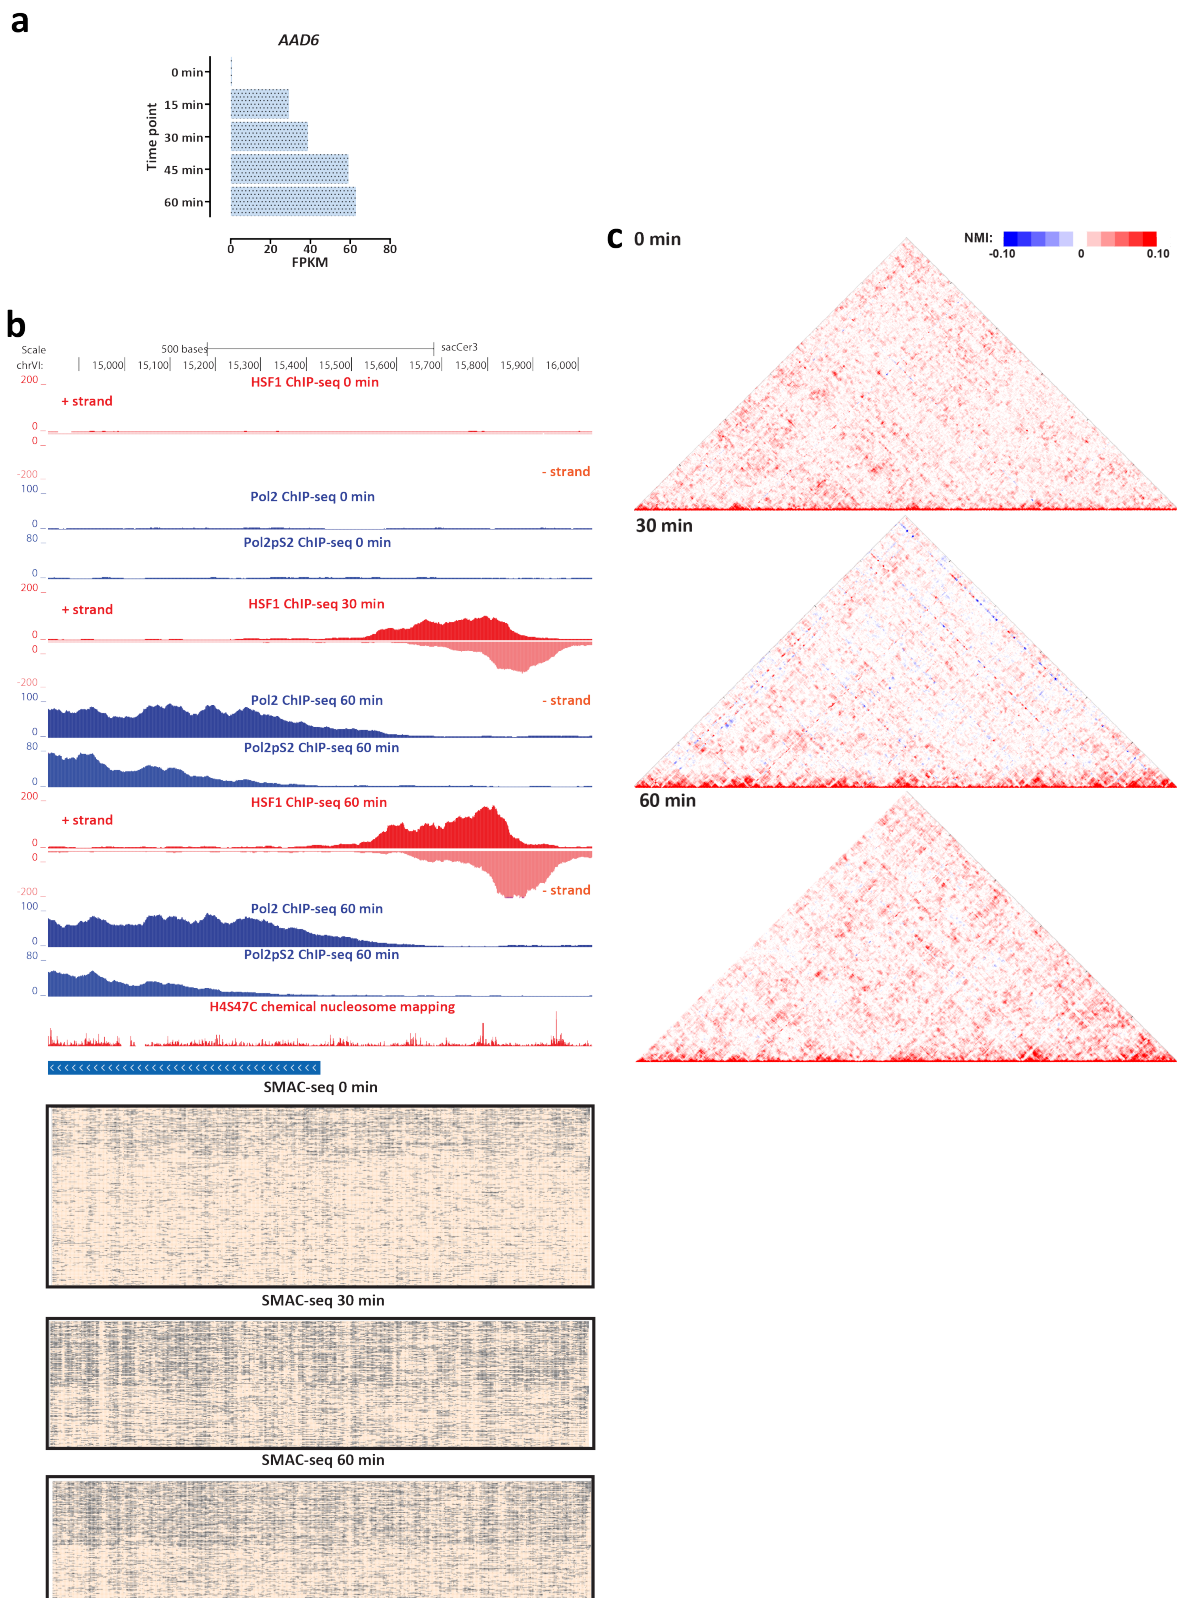 a
AAD6
Time point
0 min
15 min
30 min
45 min
60 min
0 20 40 60 80
FPKM
b
Scale
500 bases
sacCer3
chrVI:
15,000 15,100 15,200 15,300 15,400 15,500 15,600 15,700 15,800 15,900 16,000
200
HSF1 ChIP-seq 0 min
+ strand
0
0
-200
- strand
100
Pol2 ChIP-seq 0 min
0
80
Pol2pS2 ChIP-seq 0 min
0
200
HSF1 ChIP-seq 30 min
+ strand
0
0
-200
- strand
100
Pol2 ChIP-seq 60 min
0
80
Pol2pS2 ChIP-seq 60 min
0
200
HSF1 ChIP-seq 60 min
+ strand
0
0
-200
- strand
100
Pol2 ChIP-seq 60 min
0
80
Pol2pS2 ChIP-seq 60 min
0
H4S47C chemical nucleosome mapping
SMAC-seq 0 min
SMAC-seq 30 min
SMAC-seq 60 min
c
0 min
NMI:
-0.10 0 0.10
30 min
60 min